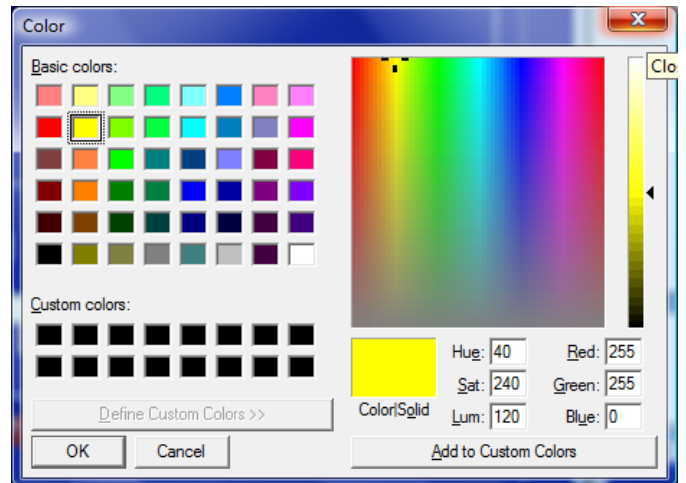 Color
Basic colors:
Clo
Custom colors:
Define Custom Colors >>
OK Cancel
Color|Solid
Hue: 40 Red: 255
Sat: 240 Green: 255
Lum: 120 Blue: 0
Add to Custom Colors